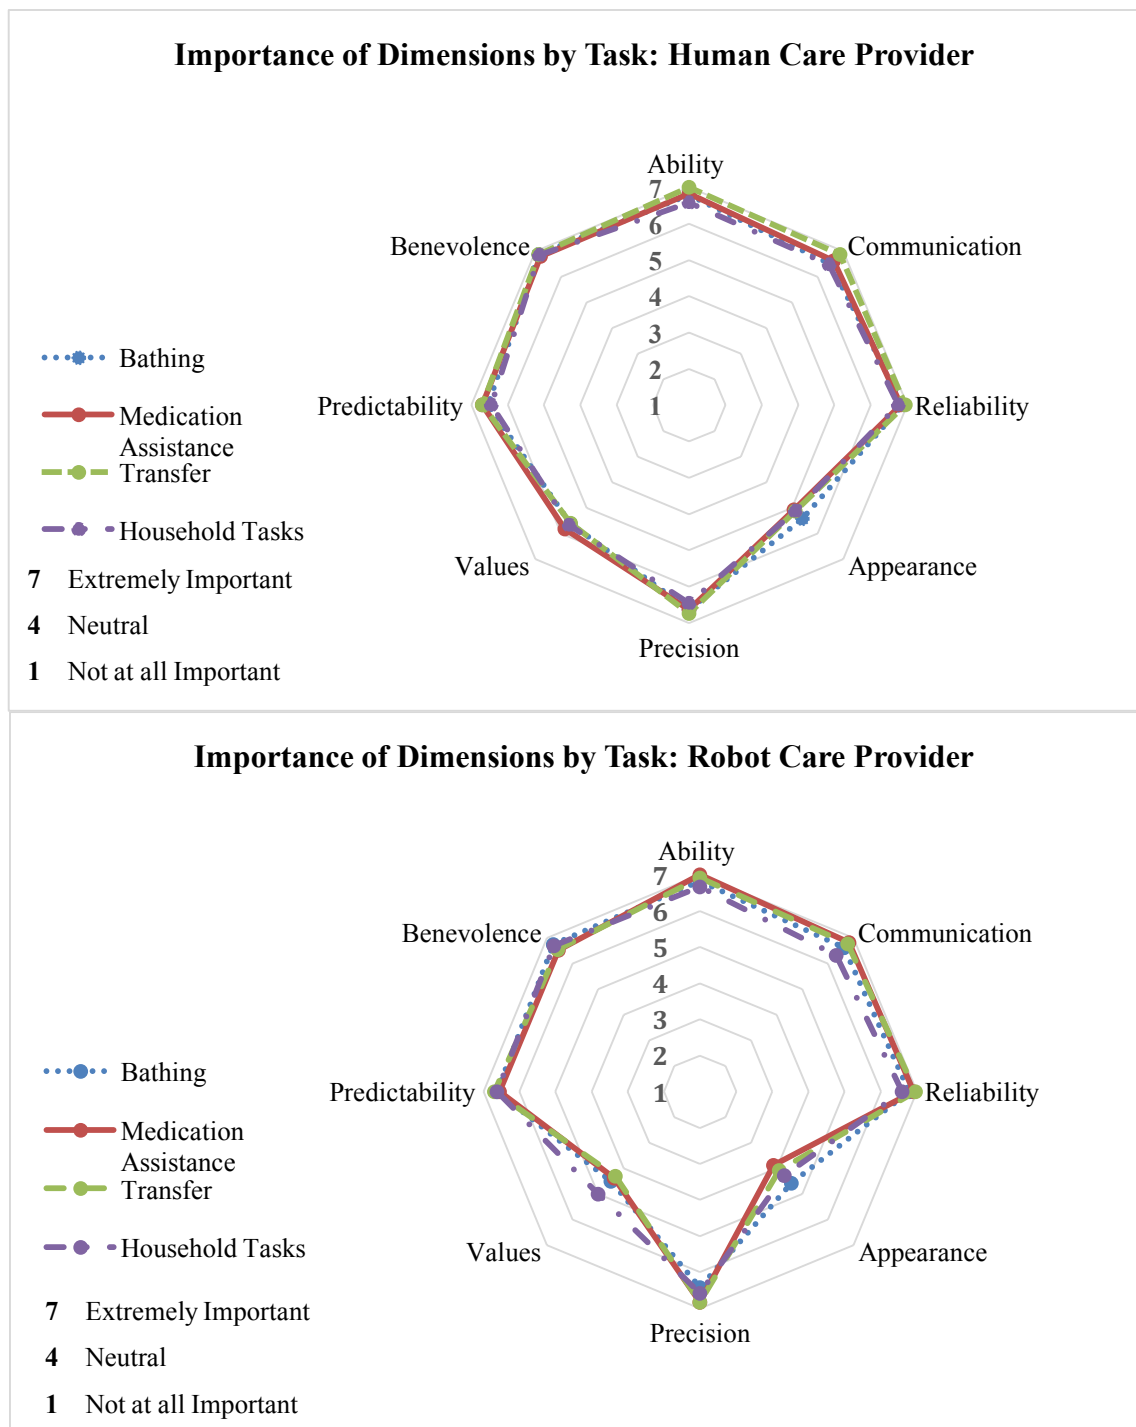 Importance of Dimensions by Task: Human Care Provider
Ability
7
Benevolence
6
Communication
5
4
3
Bathing
2
Predictability
1
Reliability
Medication
Assistance
Transfer
Household Tasks
Values
Appearance
7 Extremely Important
4 Neutral
Precision
1 Not at all Important
Importance of Dimensions by Task: Robot Care Provider
Ability
7
6
Benevolence
Communication
5
4
3
2
Bathing
Predictability
1
Reliability
Medication
Assistance
Transfer
Household Tasks
Values
Appearance
7 Extremely Important
Precision
4 Neutral
1 Not at all Important